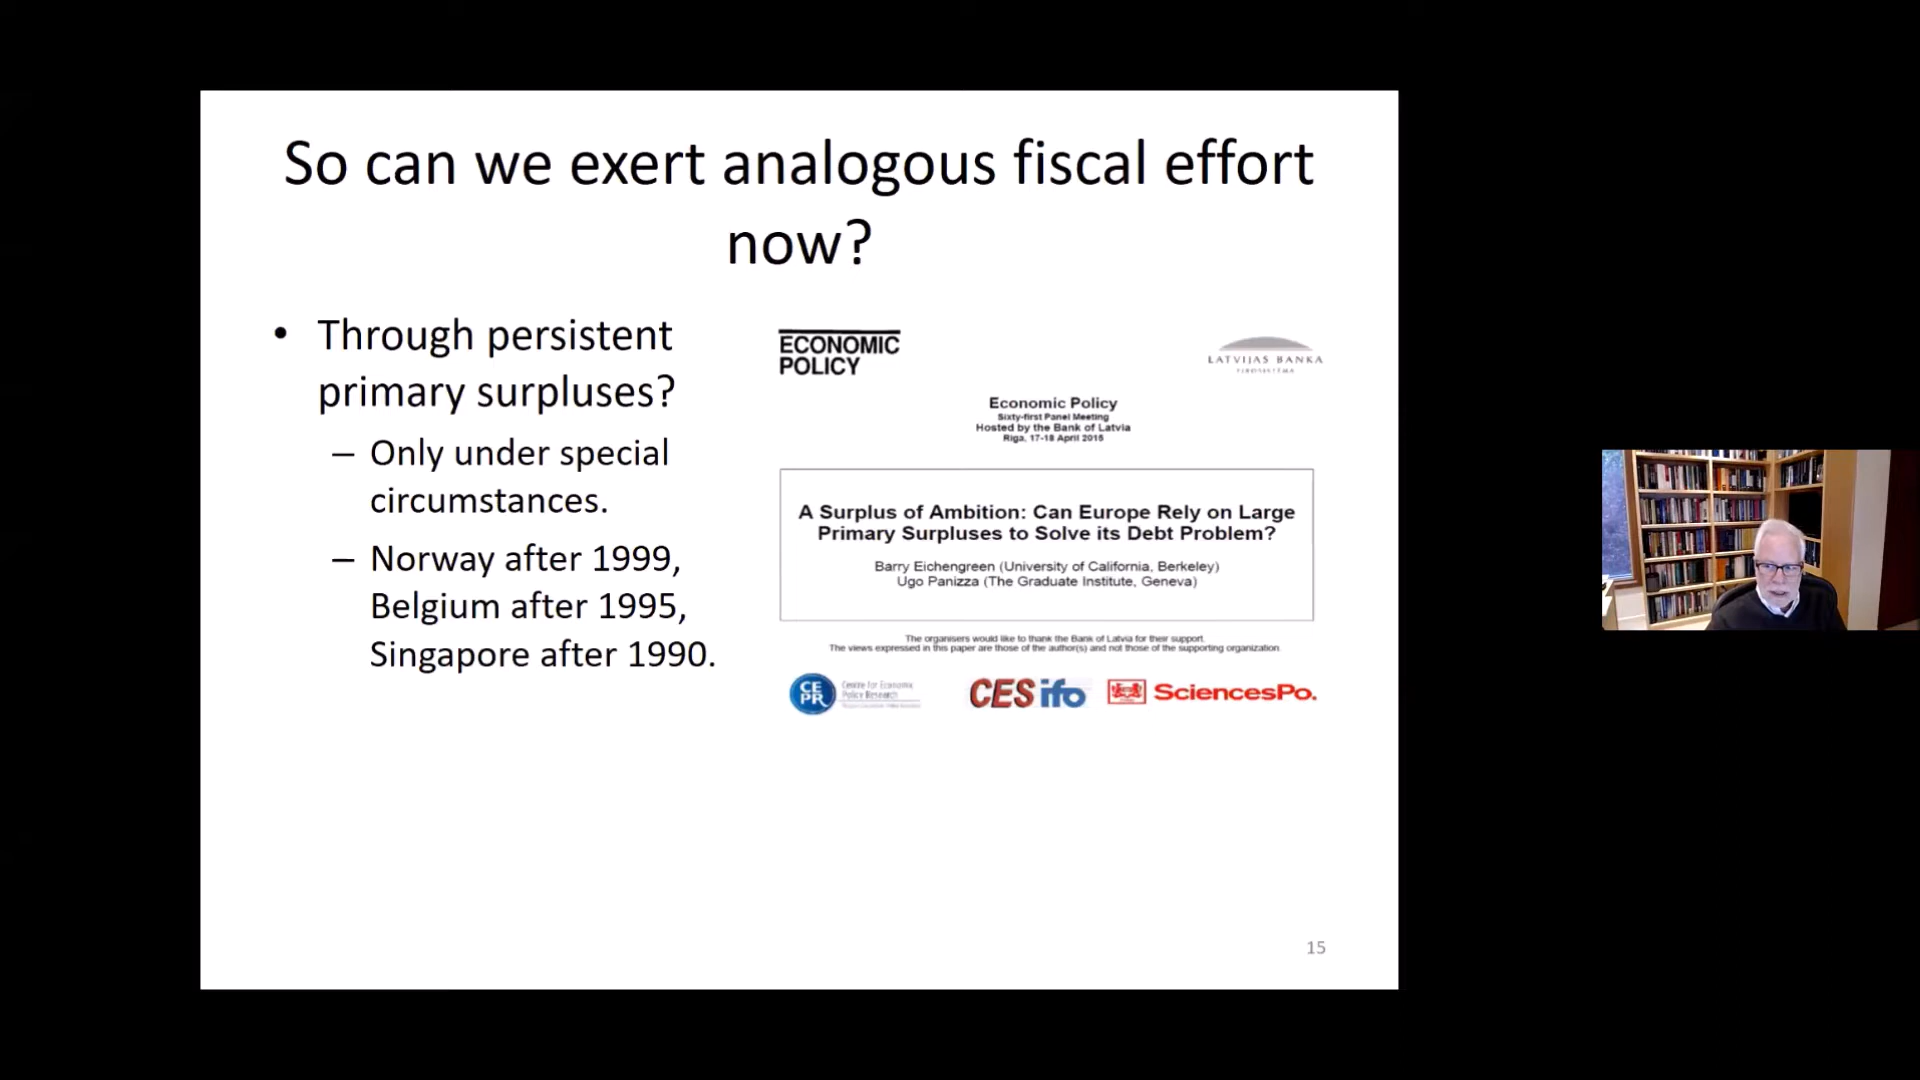 So can we exert analogous fiscal effort
now?
• Through persistent
primary surpluses?
– Only under special
circumstances.
– Norway after 1999,
Belgium after 1995,
Singapore after 1990.
ECONOMIC
POLICY
LATVIJAS BANKA
Economic Policy
Sixty-first Panel Meeting
Hosted by the Bank of Latvia
Riga, 17-18 April 2015
A Surplus of Ambition: Can Europe Rely on Large
Primary Surpluses to Solve its Debt Problem?
Barry Eichengreen (University of California, Berkeley)
Ugo Panizza (The Graduate Institute, Geneva)
The organisers would like to thank the Bank of Latvia for their support.
The views expressed in this paper are those of the author(s) and not those of the supporting organization.
CE
PR
Centre for Economic
Policy Research
CESifo
SciencesPo.
15